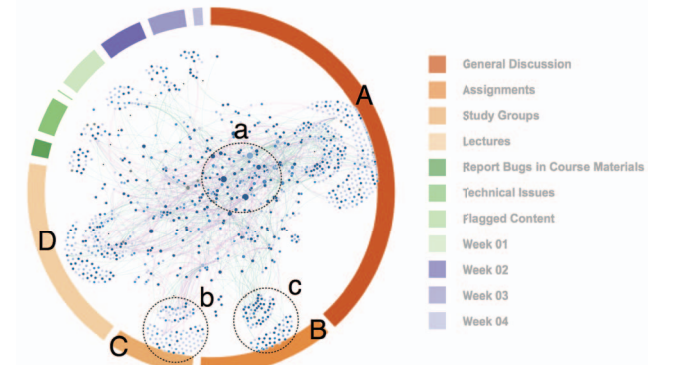 A
a
D
b
c
B
C
General Discussion
Assignments
Study Groups
Lectures
Report Bugs in Course Materials
Technical Issues
Flagged Content
Week 01
Week 02
Week 03
Week 04